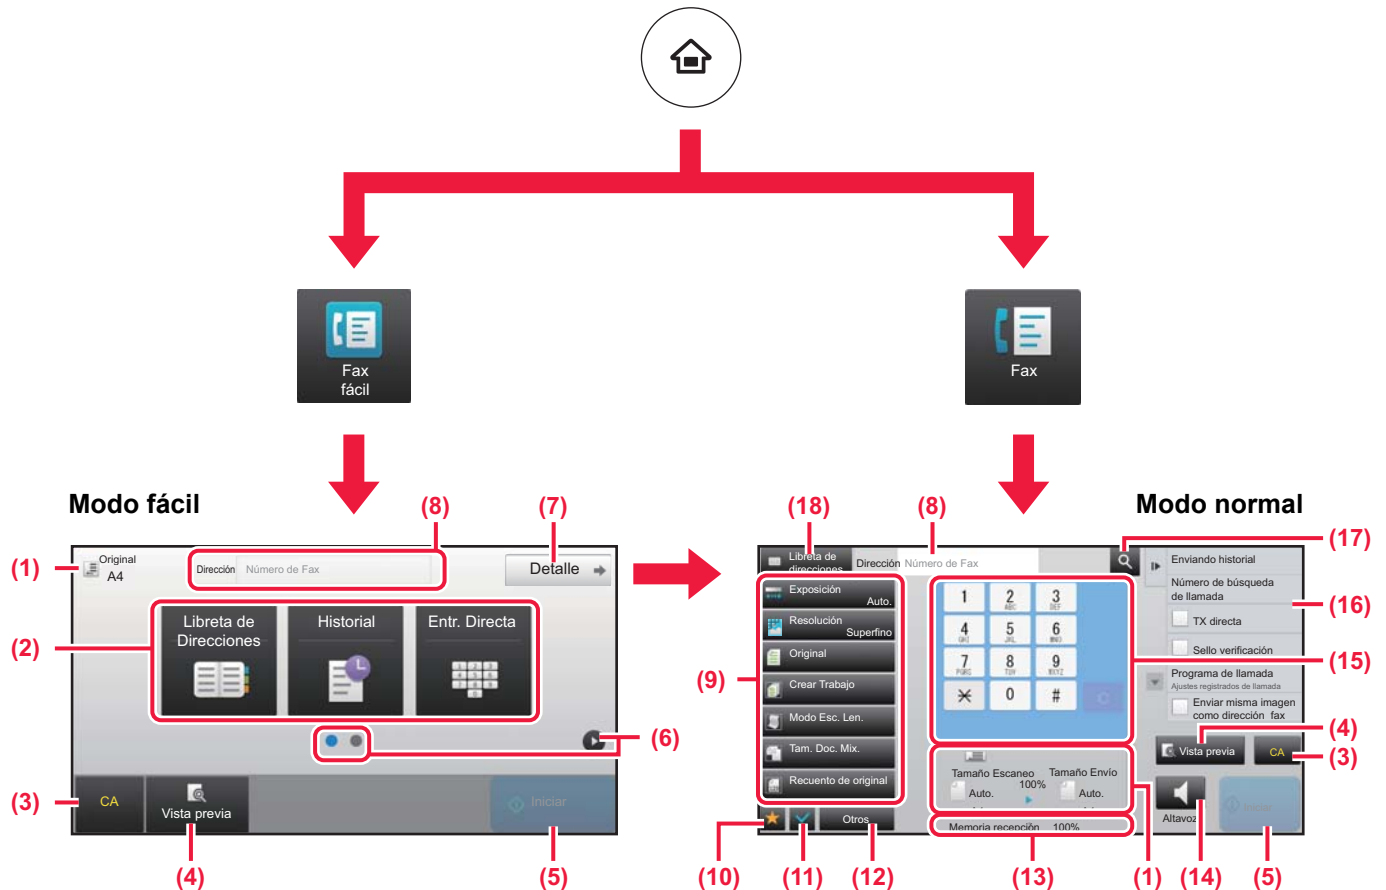 Fax
fácil
Fax
Modo fácil
(8)
(7)
(1)
Original
A4
Dirección
Número de Fax
Detalle
(2)
Libreta de
Direcciones
Historial
Entr. Directa
(6)
(3)
CA
Vista previa
Iniciar
(4)
(5)
Modo normal
(18)
(8)
(17)
Libreta de
direcciones
Dirección
Número de Fax
Enviando historial
Número de búsqueda
de llamada
(16)
TX directa
Sello verificación
(15)
Programa de llamada
Ajustes registrados de llamada
Enviar misma imagen
como dirección fax
(9)
Exposición
Auto.
Resolución
Superfino
Original
Crear Trabajo
Modo Esc. Len.
Tam. Doc. Mix.
Recuento de original
1
2 ABC
3 DEF
4 GHI
5 JKL
6 MNO
7 PQRS
8 TUV
9 WXYZ
0
#
(4)
Vista previa
CA
(3)
Tamaño Escaneo
100%
Tamaño Envío
Auto.
Auto.
Altavoz
Otros
Memoria recepción 100%
(10)
(11)
(12)
(13)
(1)
(14)
(5)